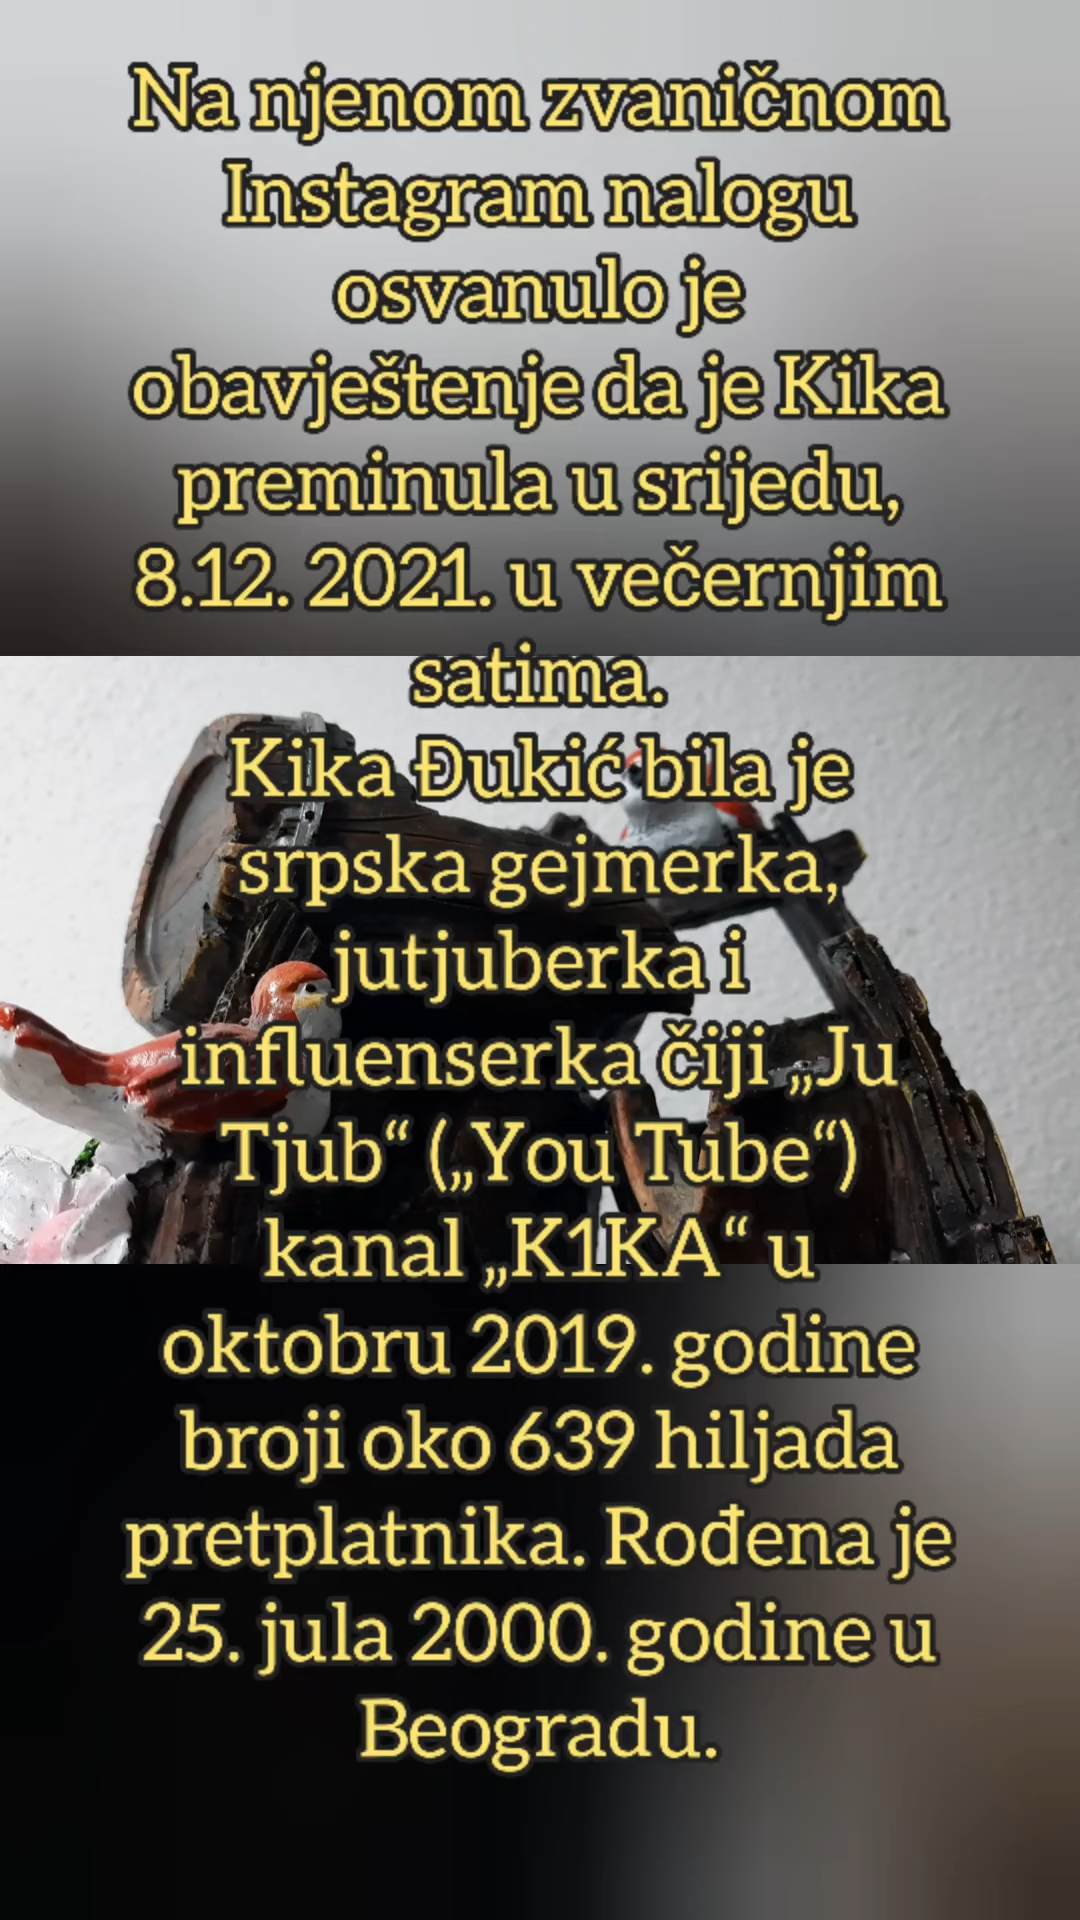 Na njenom zvaničnom
Instagram nalogu
osvanulo je
obavještenje da je Kika
preminula u srijedu,
8.12. 2021. u večernjim
satima.
Kika Đukić bila je
srpska gejmerka,
jutjuberka i
influenserka čiji „Ju
Tjub“ („You Tube“)
kanal „K1KA“ u
oktobru 2019. godine
broji oko 639 hiljada
pretplatnika. Rođena je
25. jula 2000. godine u
Beogradu.